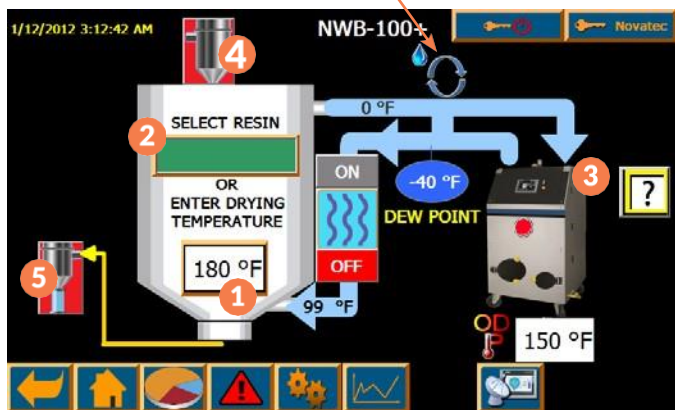 1/12/2012 3:12:42 AM
NWB-100+
Novatec
4
0 °F
SELECT RESIN
2
OR
ENTER DRYING
TEMPERATURE
ON
-40 °F
DEW POINT
3
?
180 °F
OFF
5
1
99 °F
OD
P
150 °F